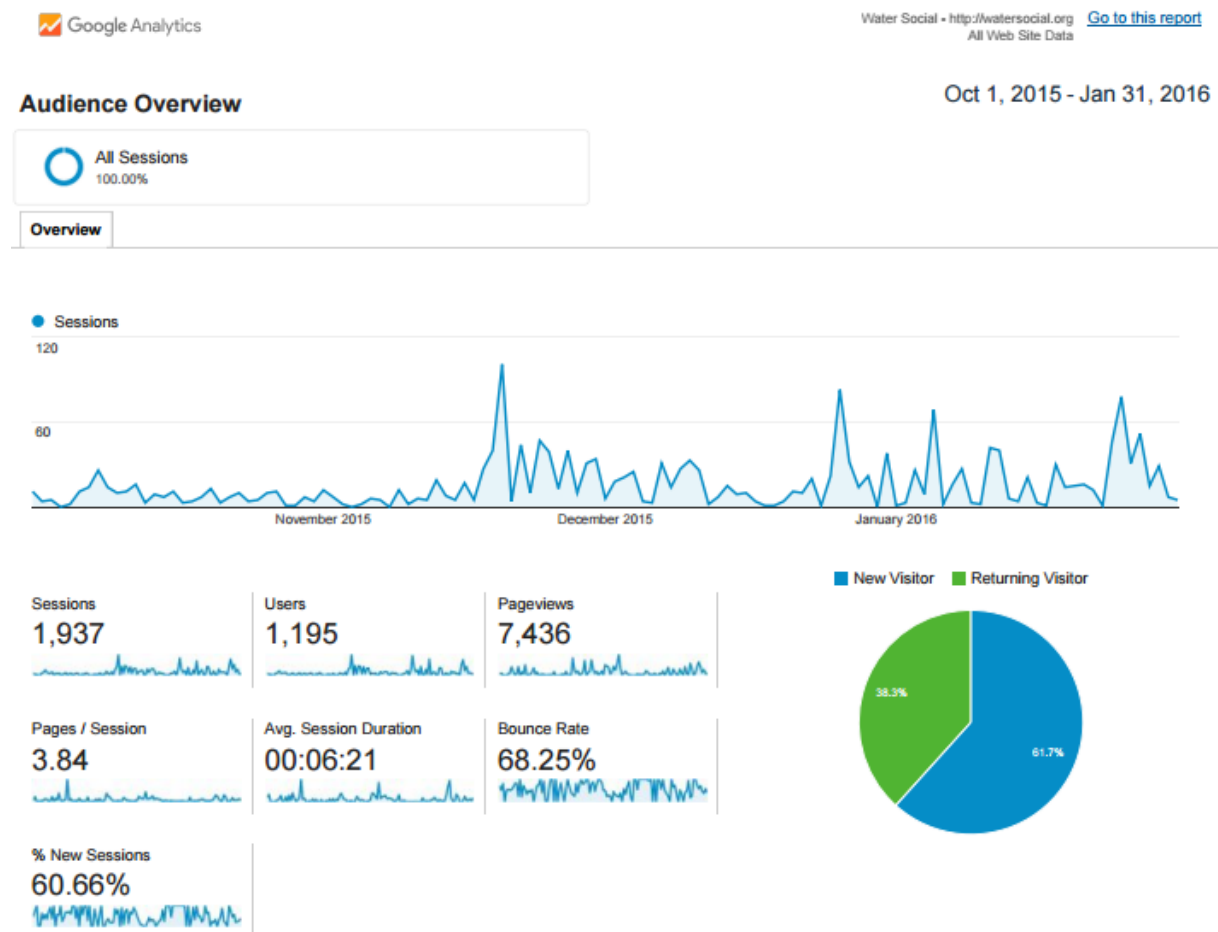 Google Analytics
Water Social - http://watersocial.org Go to this report
All Web Site Data
Audience Overview
Oct 1, 2015 - Jan 31, 2016
All Sessions
100.00%
Overview
Sessions
120
60
November 2015 December 2015 January 2016
New Visitor Returning Visitor
Sessions Users Pageviews
1,937 1,195 7,436
38.3%
61.7%
Pages / Session Avg. Session Duration Bounce Rate
3.84 00:06:21 68.25%
% New Sessions
60.66%